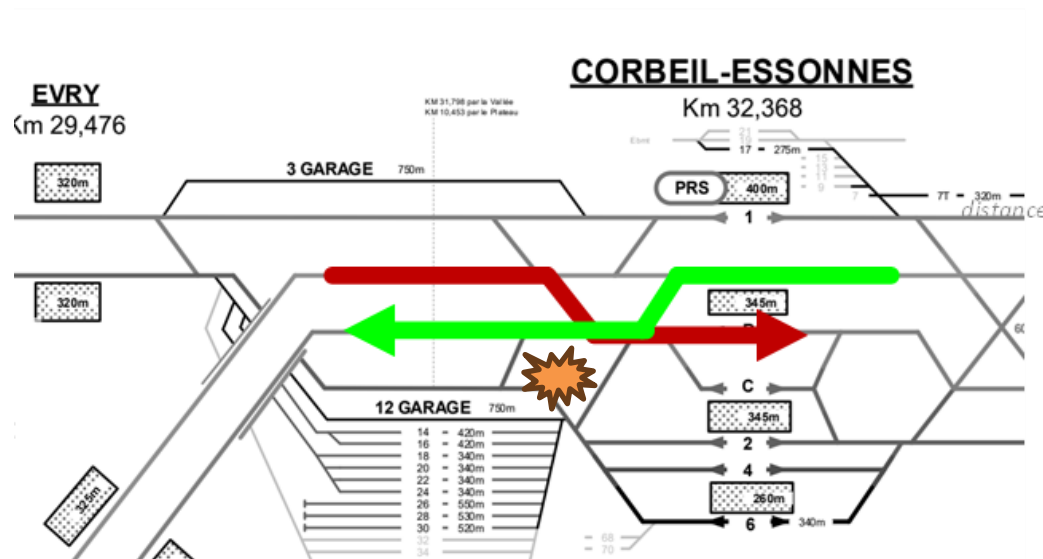 CORBEIL-ESSONNES
EVRY
Km 32,368
Km 29,476
KM 31,798 par la Vallée
KM 10,453 par le Plateau
21
19
Ebre
17 - 275m
15
13
11
9
7
3 GARAGE 750m
320m
PRS
400m
7T - 320m
distance
1
320m
345m
60
C
12 GARAGE 750m
345m
14 - 420m
16 - 420m
18 - 340m
20 - 340m
22 - 340m
24 - 340m
26 - 550m
28 - 530m
30 - 520m
32
34
2
4
260m
6 340m
325m
68
70